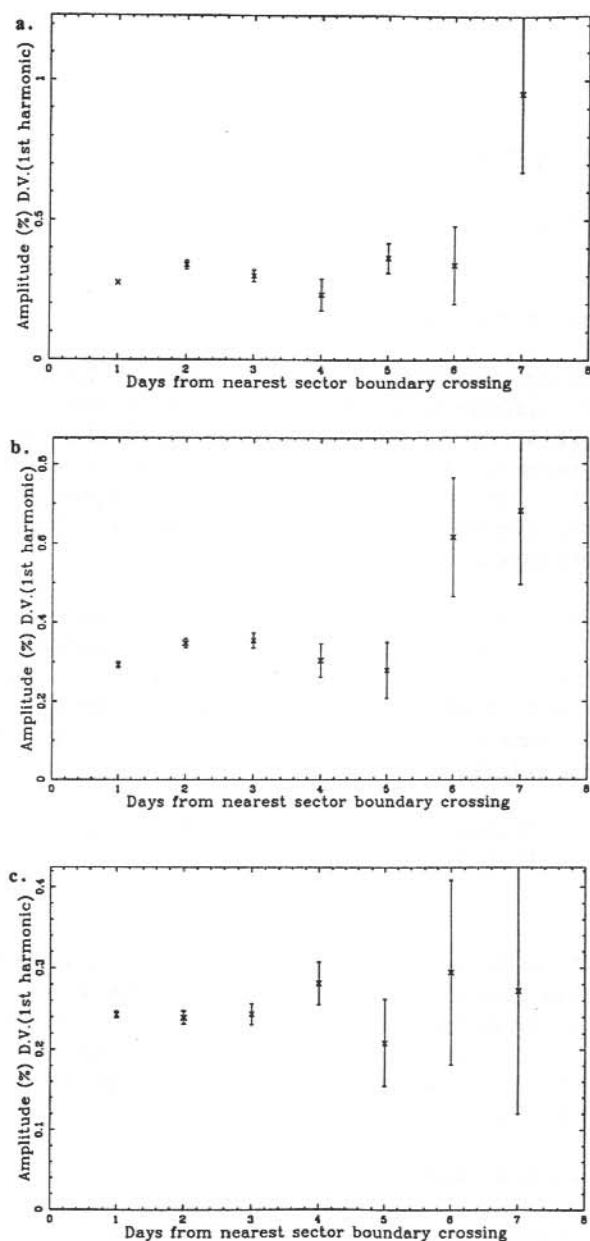 a.
Amplitude (%) D.V.(1st harmonic)
1
0.5
0
0 1 2 3 4 5 6 7 8
Days from nearest sector boundary crossing
b.
Amplitude (%) D.V.(1st harmonic)
0.8
0.6
0.4
0.2
0
0 1 2 3 4 5 6 7 8
Days from nearest sector boundary crossing
c.
Amplitude (%) D.V.(1st harmonic)
0.4
0.3
0.2
0.1
0
0 1 2 3 4 5 6 7 8
Days from nearest sector boundary crossing